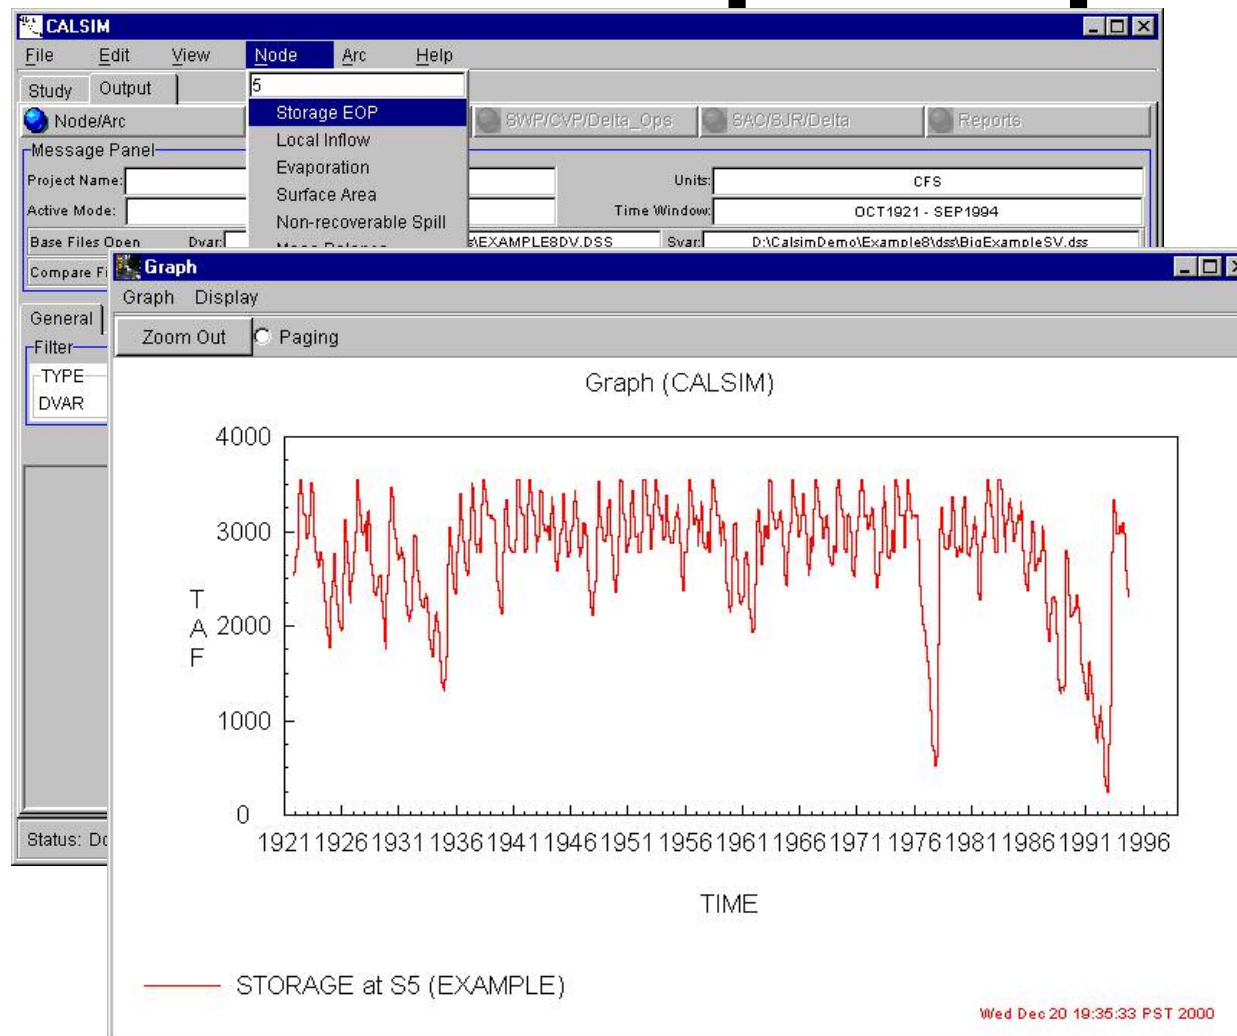 CALSIM
File Edit View Node Arc Help
Study Output
5
Storage EOP
Local Inflow
Evaporation
Surface Area
Non-recoverable Spill
Node/Arc SWP/CVP/Delta_Ops SAC/SJR/Delta Reports
Message Panel
Project Name: Units: CFS
Active Mode: Time Window: OCT1921 - SEP1994
Base Files Open Dvar: s\EXAMPLE8DV.DSS Svar: D:\CalsimDemo\Example8\dss\BigExampleSV.dss
Compare Fi
General
Filter
TYPE
DVAR
Status: Do
Graph
Graph Display
Zoom Out Paging
Graph (CALSIM)
4000
3000
2000
1000
0
TAF
1921 1926 1931 1936 1941 1946 1951 1956 1961 1966 1971 1976 1981 1986 1991 1996
TIME
STORAGE at S5 (EXAMPLE)
Wed Dec 20 19:35:33 PST 2000